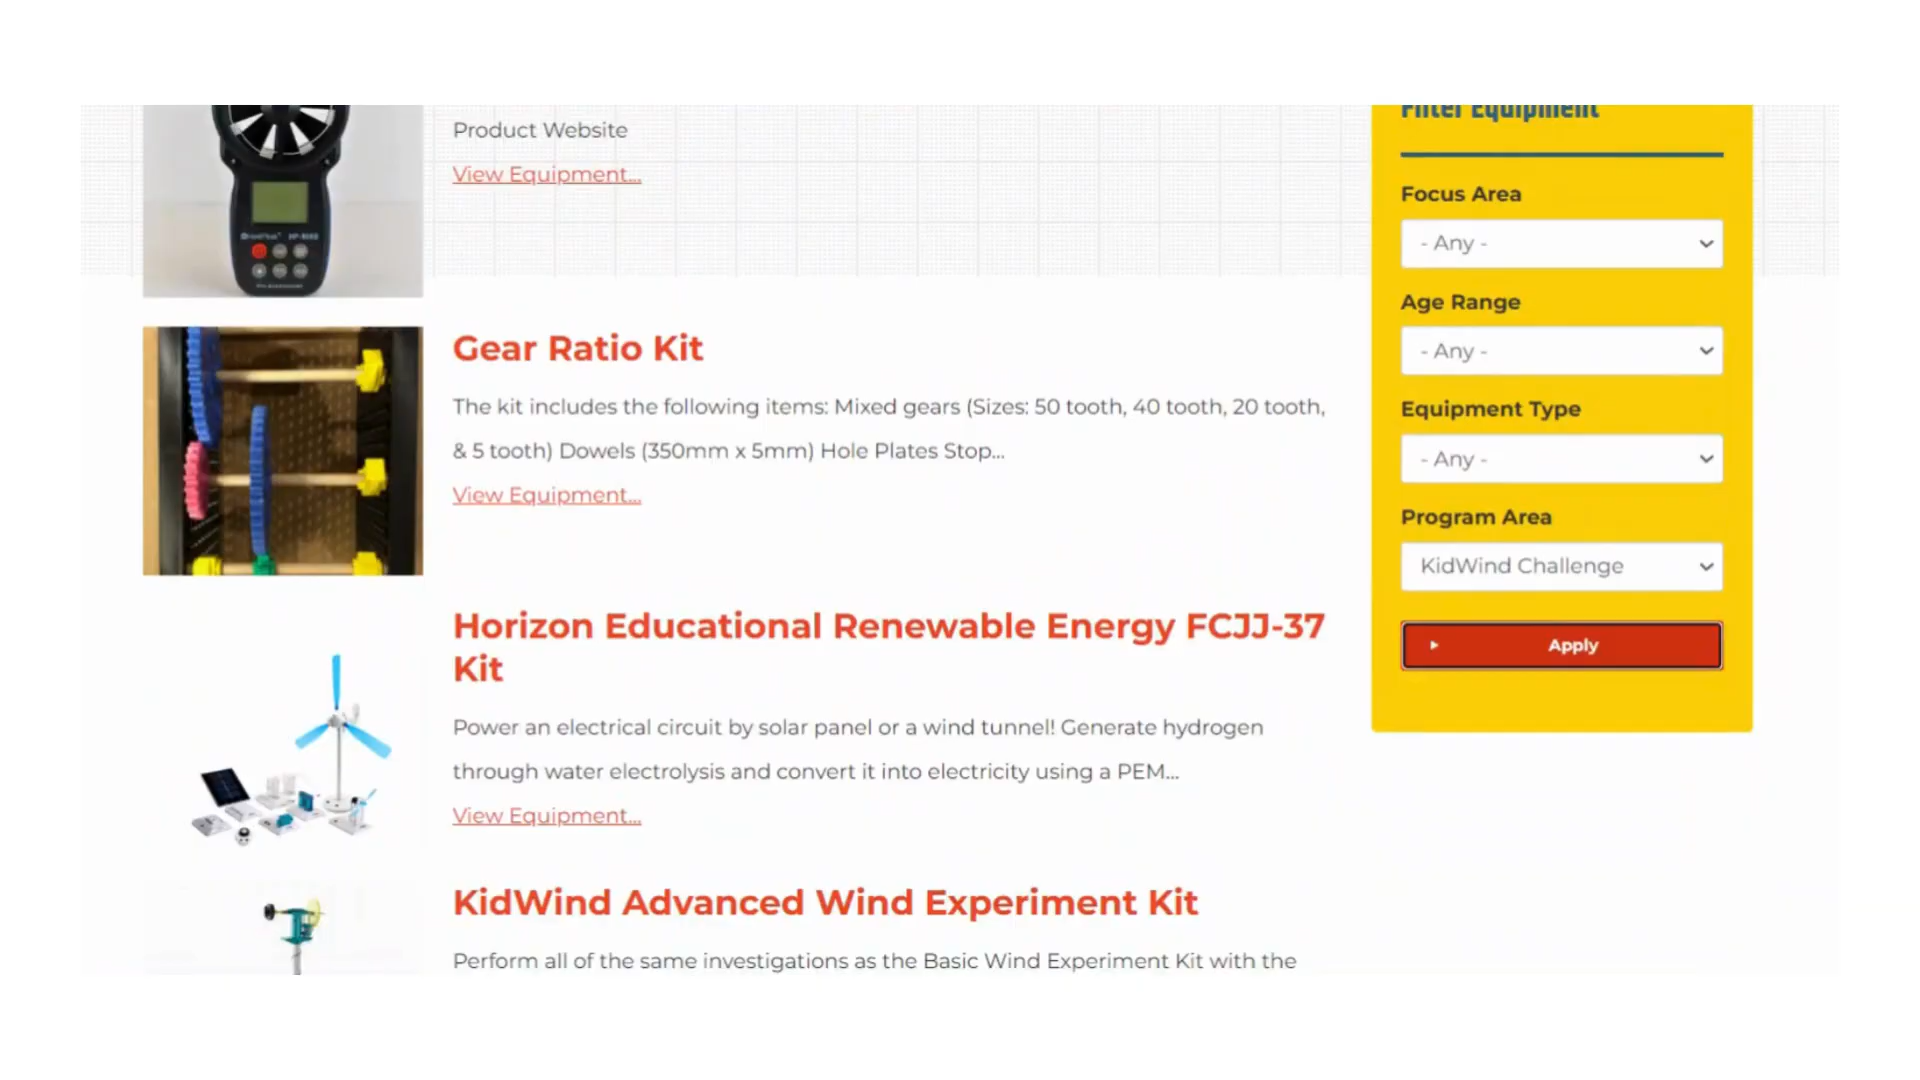 Product Website
View Equipment...
Gear Ratio Kit
The kit includes the following items: Mixed gears (Sizes: 50 tooth, 40 tooth, 20 tooth,
& 5 tooth) Dowels (350mm x 5mm) Hole Plates Stop...
View Equipment...
Horizon Educational Renewable Energy FCJJ-37
Kit
Power an electrical circuit by solar panel or a wind tunnel! Generate hydrogen
through water electrolysis and convert it into electricity using a PEM...
View Equipment...
KidWind Advanced Wind Experiment Kit
Perform all of the same investigations as the Basic Wind Experiment Kit with the
Filter Equipment
Focus Area
- Any -
Age Range
- Any -
Equipment Type
- Any -
Program Area
KidWind Challenge
Apply